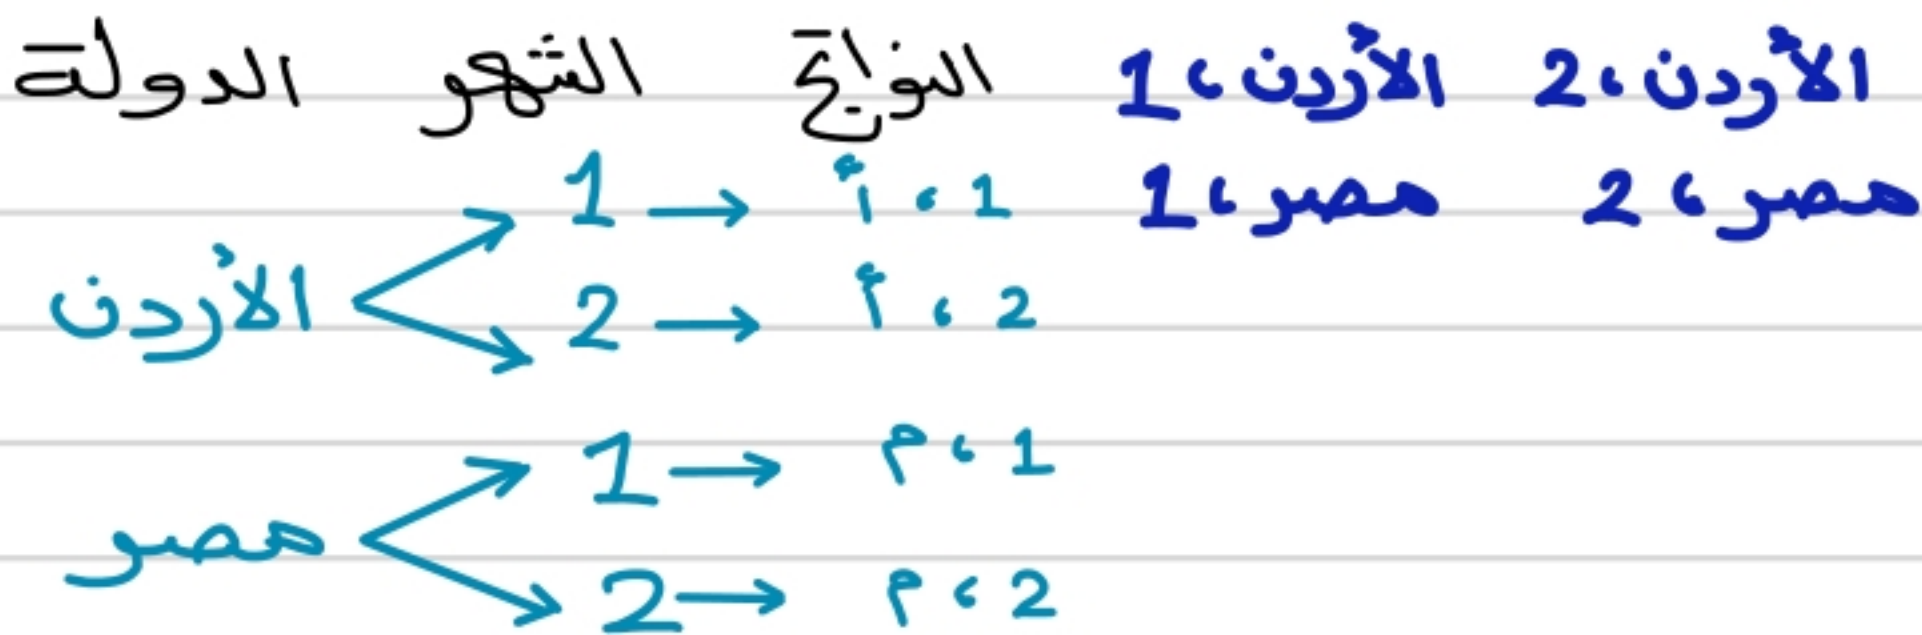 الدولة الشهر النواتج الأردن، 1 الأردن، 2
1 → أ ، 1 مصر، 1 مصر، 2
الأردن
2 → أ ، 2
1 → م ، 1
مصر
2 → م ، 2